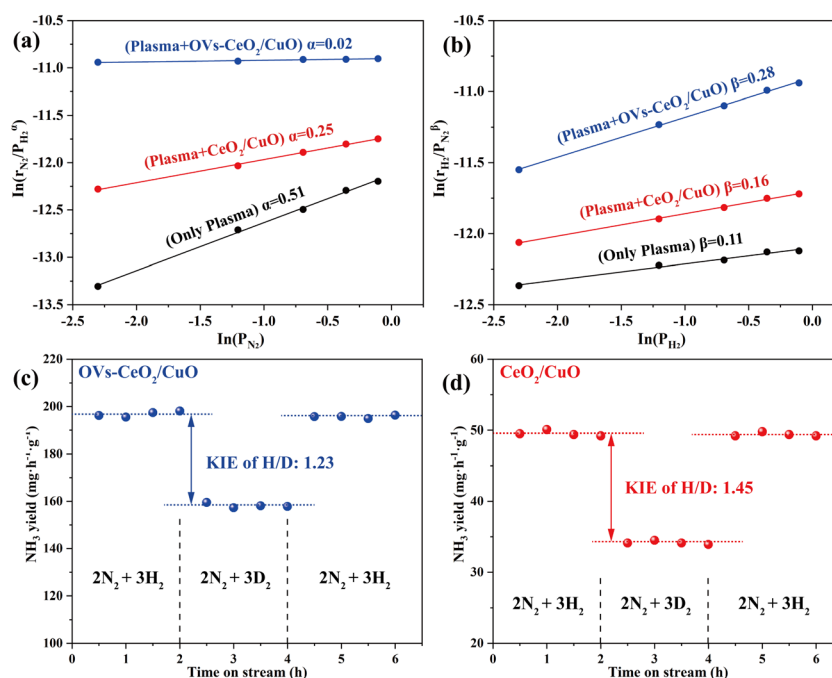 (a)
-10.5
-11.0
-11.5
-12.0
-12.5
-13.0
-13.5
ln(r_N₂/P_H₂^α)
(Plasma+OVs-CeO₂/CuO) α=0.02
(Plasma+CeO₂/CuO) α=0.25
(Only Plasma) α=0.51
-2.5 -2.0 -1.5 -1.0 -0.5 0.0
ln(P_N₂)
(b)
-10.5
-11.0
-11.5
-12.0
-12.5
ln(r_H₂/P_N₂^β)
(Plasma+OVs-CeO₂/CuO) β=0.28
(Plasma+CeO₂/CuO) β=0.16
(Only Plasma) β=0.11
-2.5 -2.0 -1.5 -1.0 -0.5 0.0
ln(P_H₂)
(c) OVs-CeO₂/CuO
220
200
180
160
140
120
100
NH₃ yield (mg·h⁻¹·g⁻¹)
KIE of H/D: 1.23
2N₂ + 3H₂ 2N₂ + 3D₂ 2N₂ + 3H₂
0 1 2 3 4 5 6
Time on stream (h)
(d) CeO₂/CuO
60
50
40
30
20
NH₃ yield (mg·h⁻¹·g⁻¹)
KIE of H/D: 1.45
2N₂ + 3H₂ 2N₂ + 3D₂ 2N₂ + 3H₂
0 1 2 3 4 5 6
Time on stream (h)